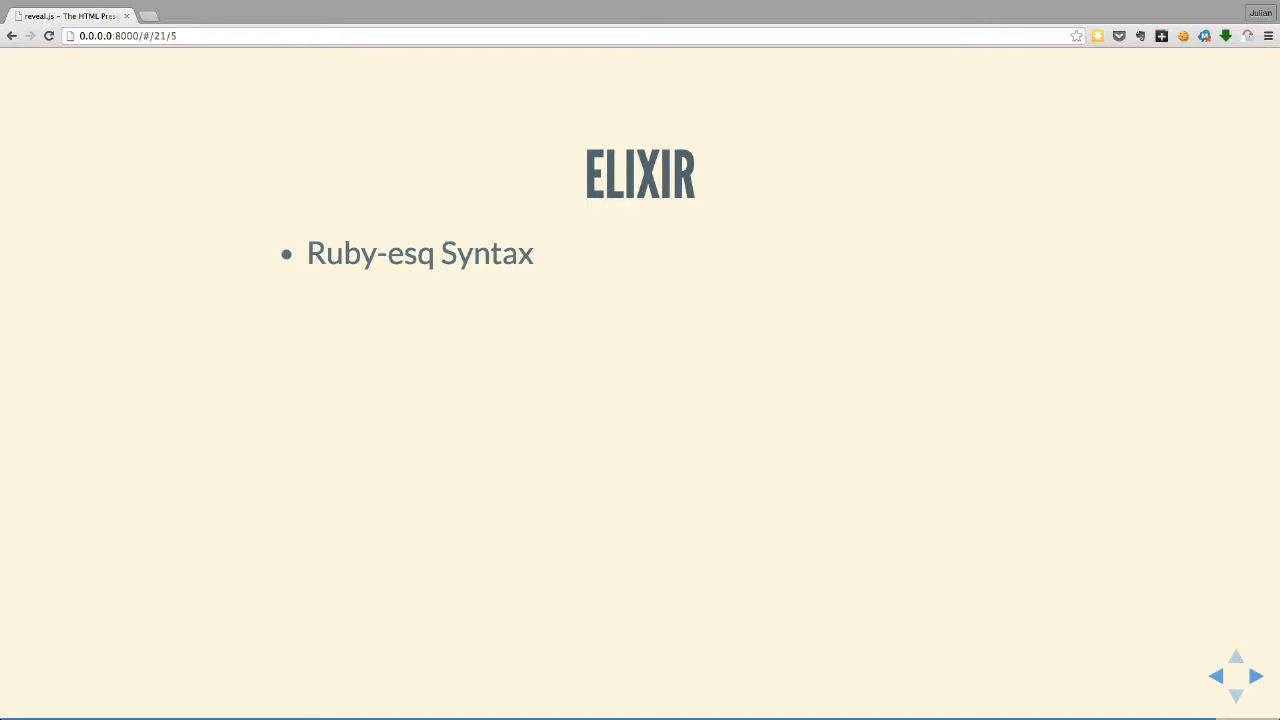 reveal.js – The HTML Pres
Julian
0.0.0.0:8000/#/21/5
ELIXIR
• Ruby-esq Syntax